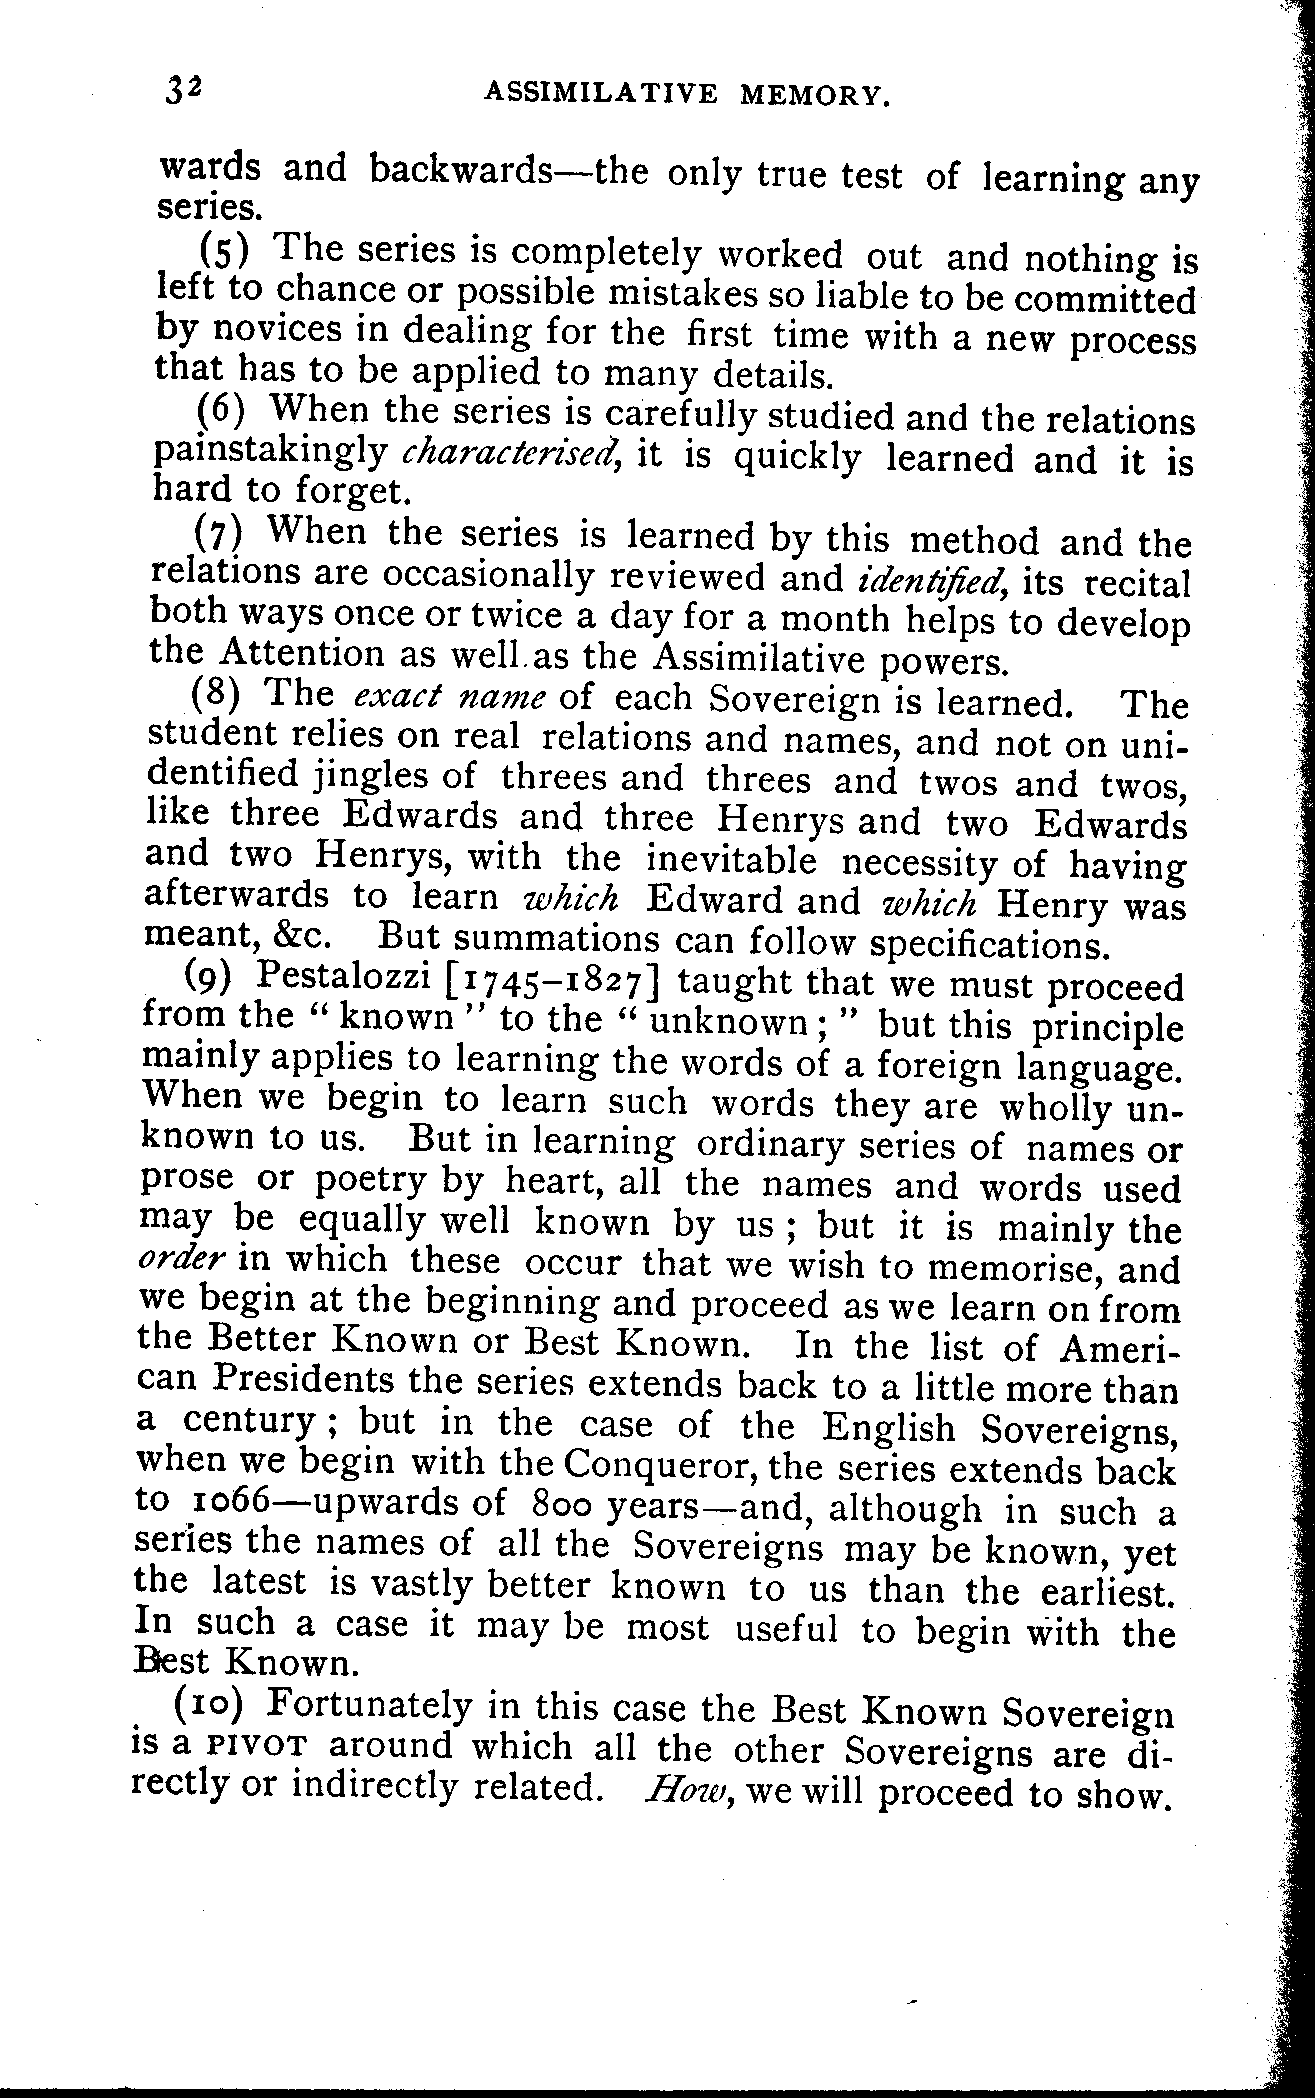 32 ASSIMILATIVE MEMORY.
wards and backwards—the only true test of learning any
series.
(5) The series is completely worked out and nothing is
left to chance or possible mistakes so liable to be committed
by novices in dealing for the first time with a new process
that has to be applied to many details.
(6) When the series is carefully studied and the relations
painstakingly characterised, it is quickly learned and it is
hard to forget.
(7) When the series is learned by this method and the
relations are occasionally reviewed and identified, its recital
both ways once or twice a day for a month helps to develop
the Attention as well as the Assimilative powers.
(8) The exact name of each Sovereign is learned. The
student relies on real relations and names, and not on uni-
dentified jingles of threes and threes and twos and twos,
like three Edwards and three Henrys and two Edwards
and two Henrys, with the inevitable necessity of having
afterwards to learn which Edward and which Henry was
meant, &c. But summations can follow specifications.
(9) Pestalozzi [1745–1827] taught that we must proceed
from the “ known ” to the “ unknown ; ” but this principle
mainly applies to learning the words of a foreign language.
When we begin to learn such words they are wholly un-
known to us. But in learning ordinary series of names or
prose or poetry by heart, all the names and words used
may be equally well known by us ; but it is mainly the
order in which these occur that we wish to memorise, and
we begin at the beginning and proceed as we learn on from
the Better Known or Best Known. In the list of Ameri-
can Presidents the series extends back to a little more than
a century ; but in the case of the English Sovereigns,
when we begin with the Conqueror, the series extends back
to 1066—upwards of 800 years—and, although in such a
series the names of all the Sovereigns may be known, yet
the latest is vastly better known to us than the earliest.
In such a case it may be most useful to begin with the
Best Known.
(10) Fortunately in this case the Best Known Sovereign
is a PIVOT around which all the other Sovereigns are di-
rectly or indirectly related. How, we will proceed to show.